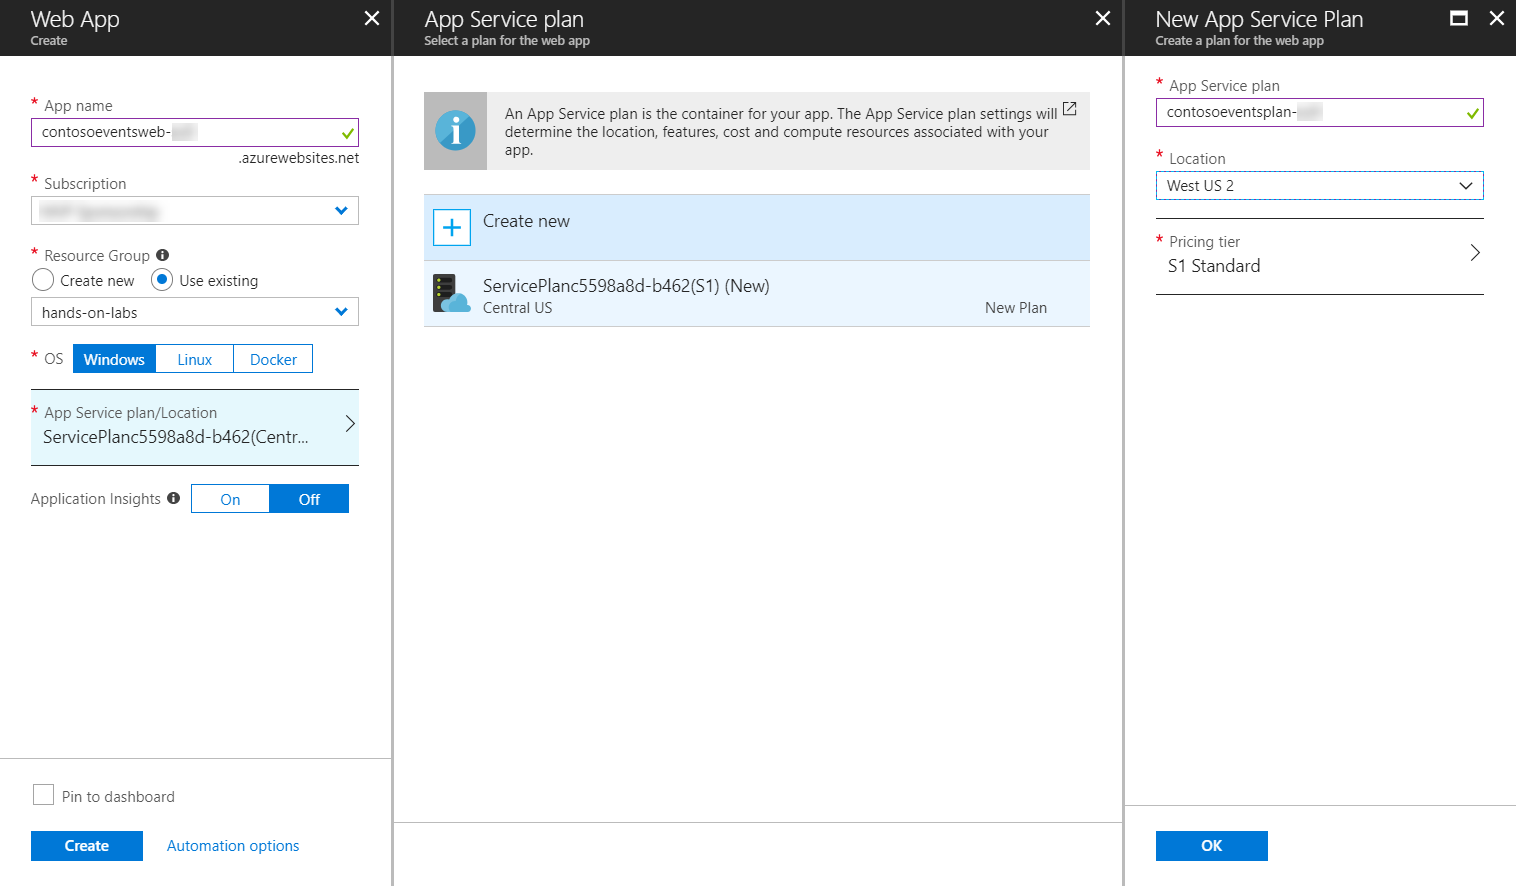 Web App
Create
* App name
contosoeventsweb-
.azurewebsites.net
* Subscription
* Resource Group
Create new
Use existing
hands-on-labs
* OS
Windows
Linux
Docker
* App Service plan/Location
ServicePlanc5598a8d-b462(Centr...
Application Insights
On
Off
Pin to dashboard
Create
Automation options
App Service plan
Select a plan for the web app
An App Service plan is the container for your app. The App Service plan settings will
determine the location, features, cost and compute resources associated with your
app.
Create new
ServicePlanc5598a8d-b462(S1) (New)
Central US
New Plan
New App Service Plan
Create a plan for the web app
* App Service plan
contosoeventsplan-
* Location
West US 2
* Pricing tier
S1 Standard
OK